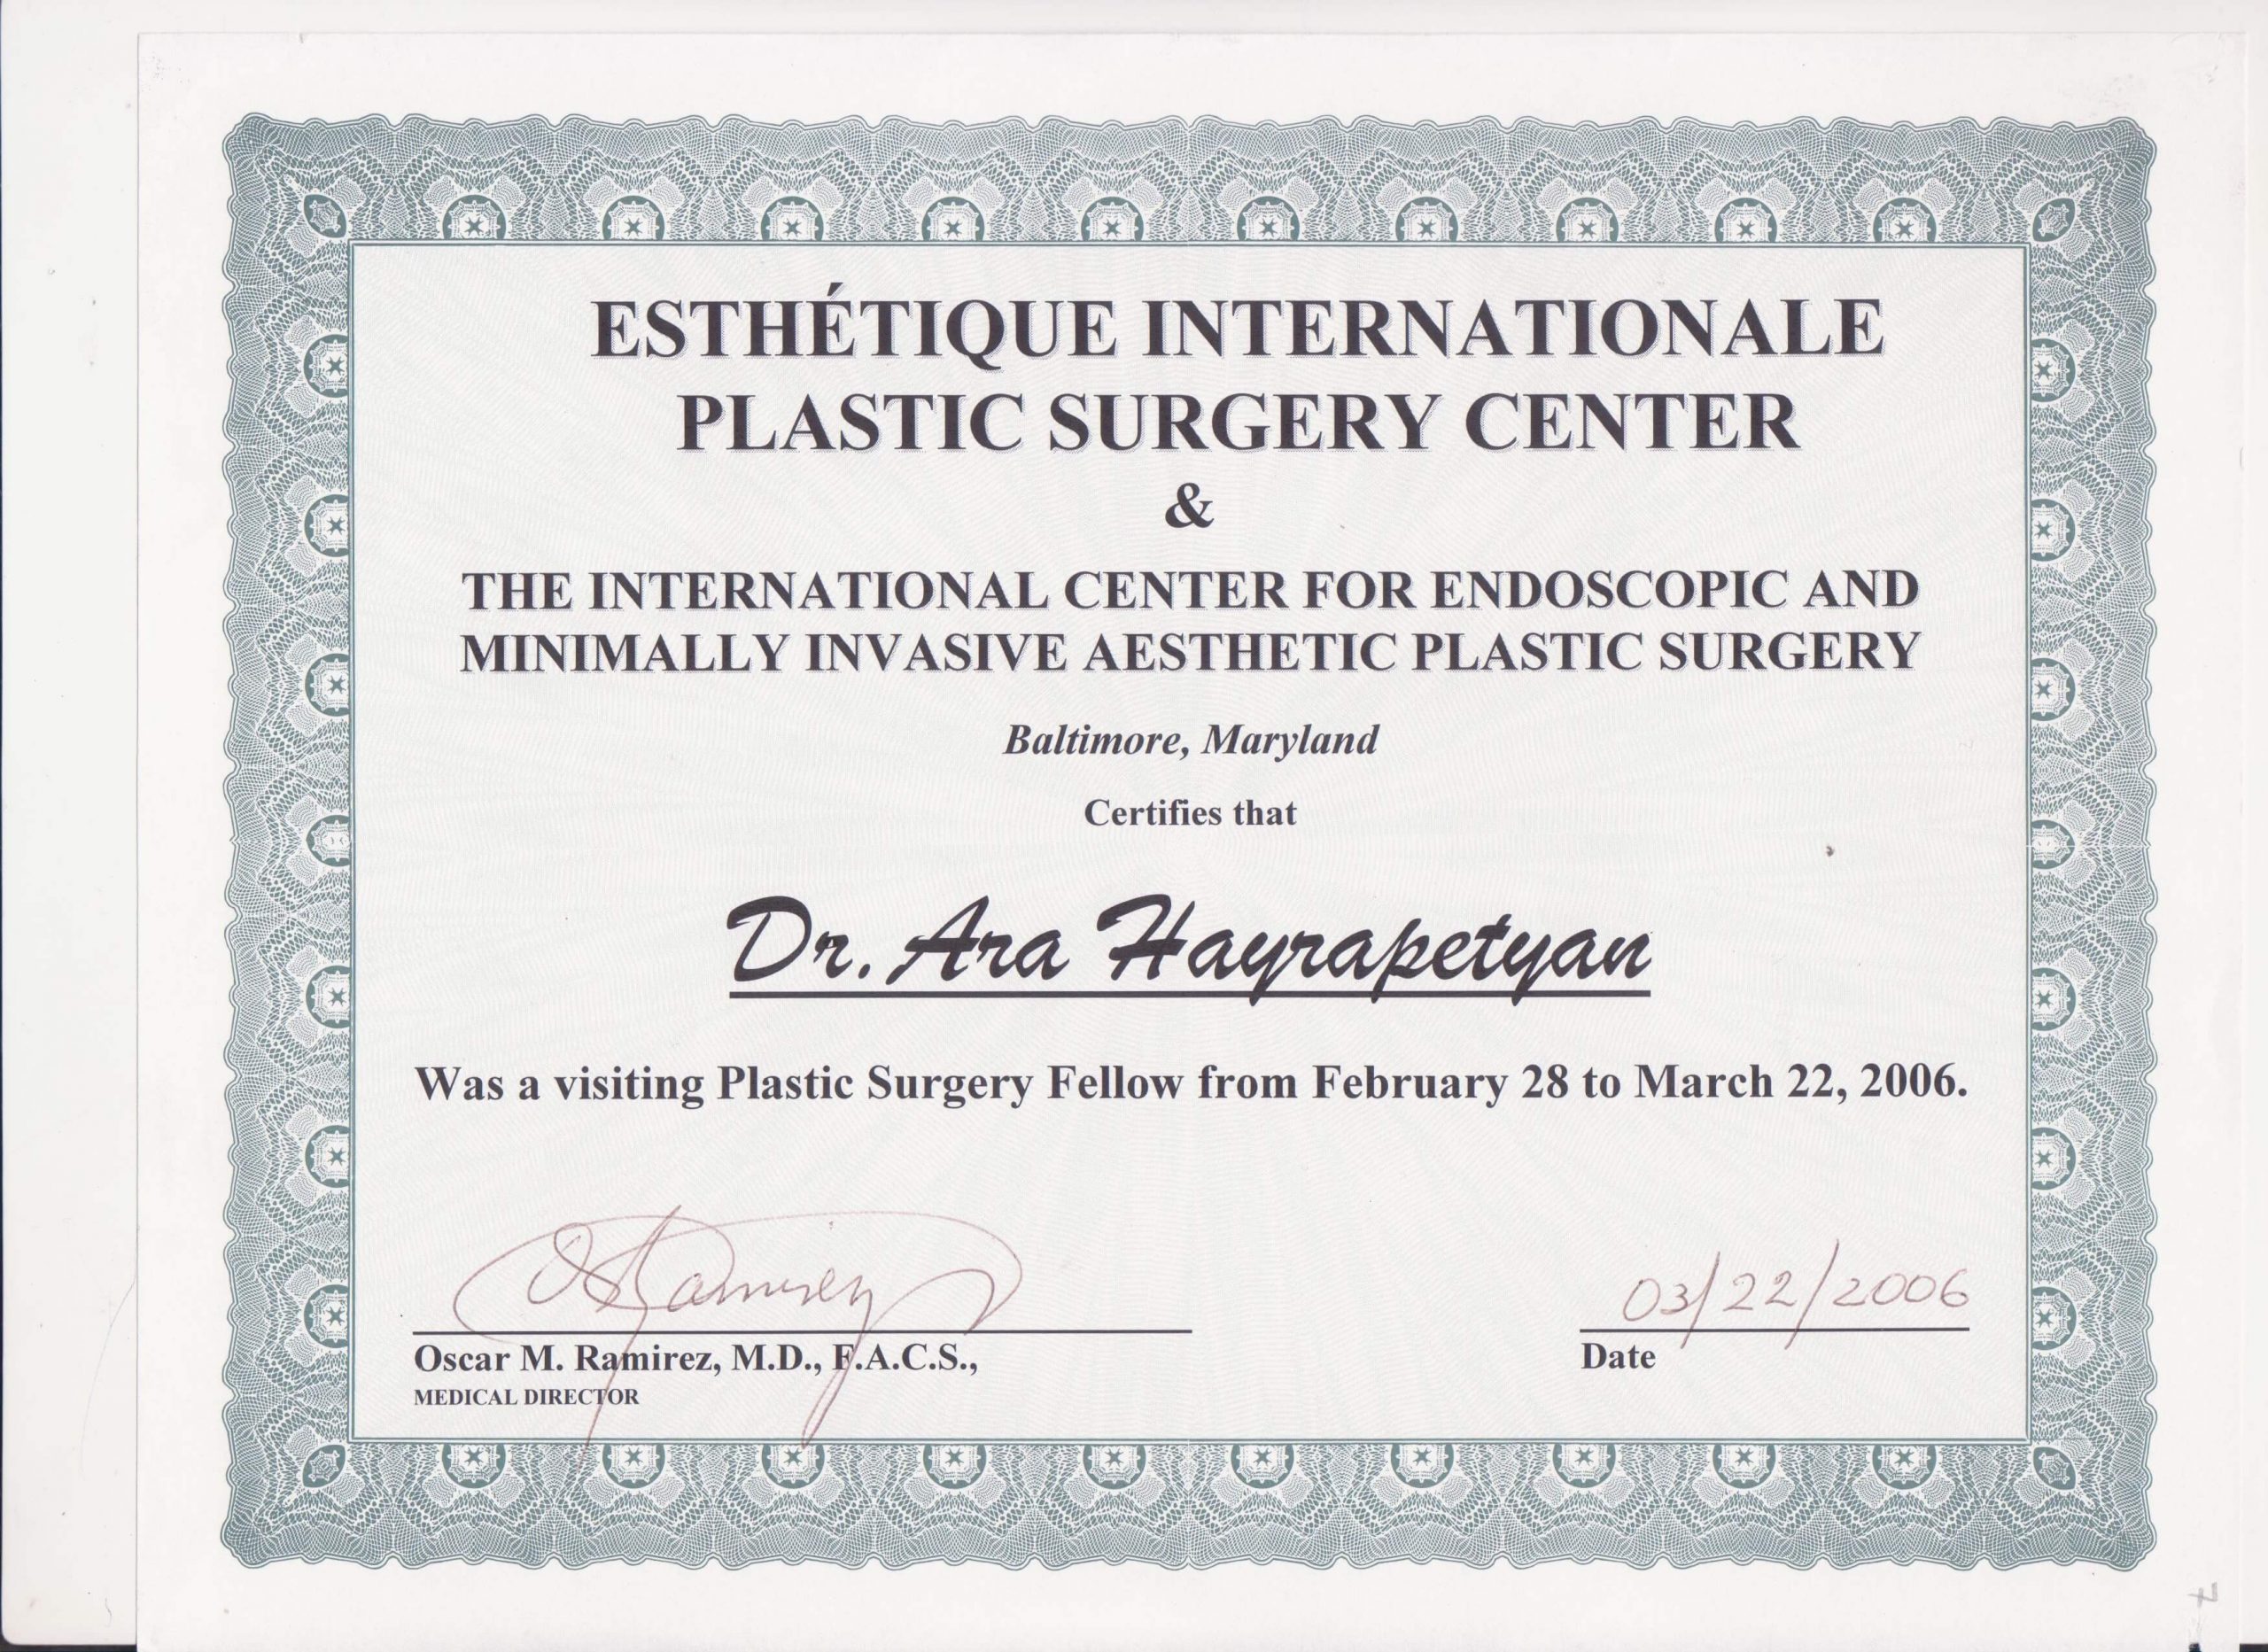 ESTHÉTIQUE INTERNATIONALE
PLASTIC SURGERY CENTER
&
THE INTERNATIONAL CENTER FOR ENDOSCOPIC AND
MINIMALLY INVASIVE AESTHETIC PLASTIC SURGERY
Baltimore, Maryland
Certifies that
Dr. Ara Hayrapetyan
Was a visiting Plastic Surgery Fellow from February 28 to March 22, 2006.
ORamirez 03/22/2006
Oscar M. Ramirez, M.D., F.A.C.S., Date
MEDICAL DIRECTOR